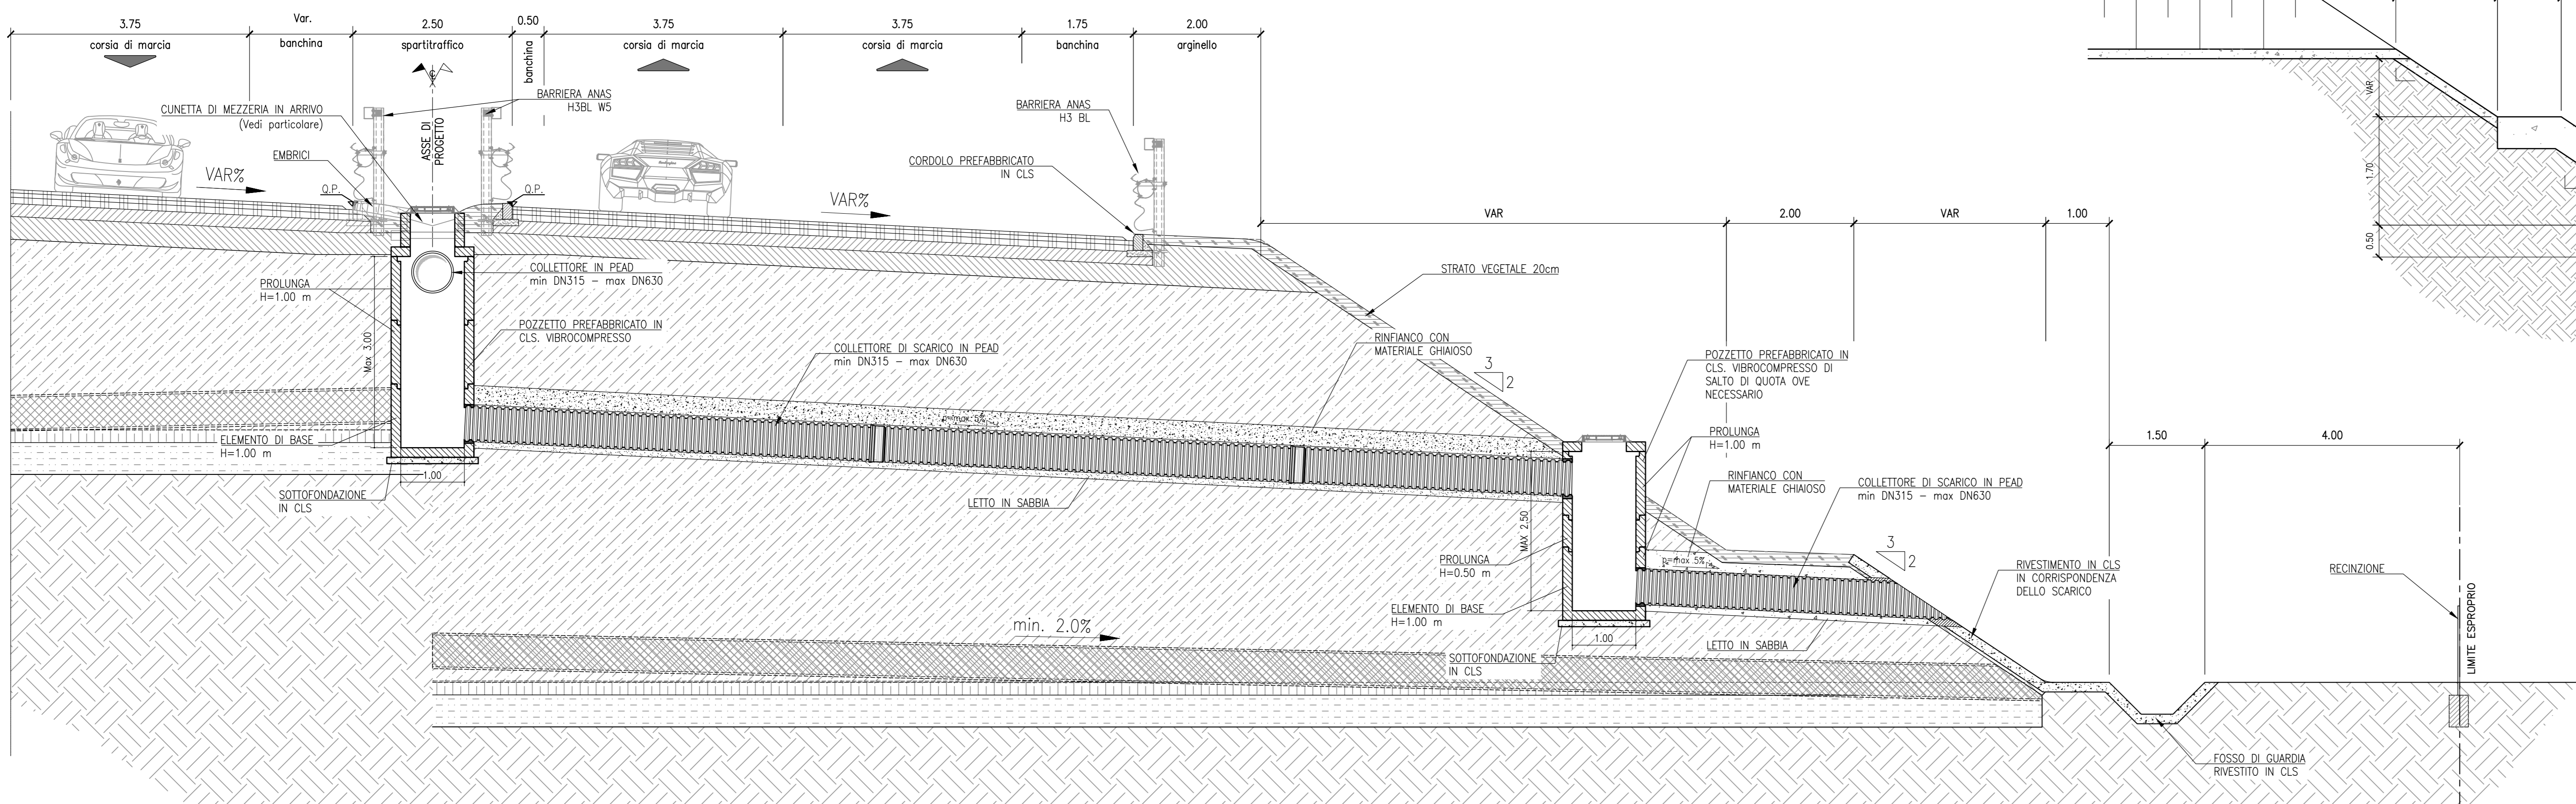 3.75
Var.
2.50
0.50
3.75
3.75
1.75
2.00
corsia di marcia
banchina
spartitraffico
banchina
corsia di marcia
corsia di marcia
banchina
arginello
CUNETTA DI MEZZERIA IN ARRIVO
(Vedi particolare)
EMBRICI
VAR%
Q.P.
ASSE DI
PROGETTO
BARRIERA ANAS
H3BL W5
Q.P.
BARRIERA ANAS
H3 BL
CORDOLO PREFABBRICATO
IN CLS
VAR%
VAR
2.00
VAR
1.00
VAR
1.70
0.50
PROLUNGA
H=1.00 m
COLLETTORE IN PEAD
min DN315 - max DN630
STRATO VEGETALE 20cm
Max 3.00
POZZETTO PREFABBRICATO IN
CLS. VIBROCOMPRESSO
COLLETTORE DI SCARICO IN PEAD
min DN315 - max DN630
RINFIANCO CON
MATERIALE GHIAIOSO
3
2
POZZETTO PREFABBRICATO IN
CLS. VIBROCOMPRESSO DI
SALTO DI QUOTA OVE
NECESSARIO
p=max 5%
ELEMENTO DI BASE
H=1.00 m
1.00
SOTTOFONDAZIONE
IN CLS
LETTO IN SABBIA
PROLUNGA
H=1.00 m
1.50
4.00
RINFIANCO CON
MATERIALE GHIAIOSO
COLLETTORE DI SCARICO IN PEAD
min DN315 - max DN630
MAX 2.50
PROLUNGA
H=0.50 m
p=max 5%
3
2
RIVESTIMENTO IN CLS
IN CORRISPONDENZA
DELLO SCARICO
RECINZIONE
LIMITE ESPROPRIO
ELEMENTO DI BASE
H=1.00 m
min. 2.0%
1.00
LETTO IN SABBIA
SOTTOFONDAZIONE
IN CLS
FOSSO DI GUARDIA
RIVESTITO IN CLS